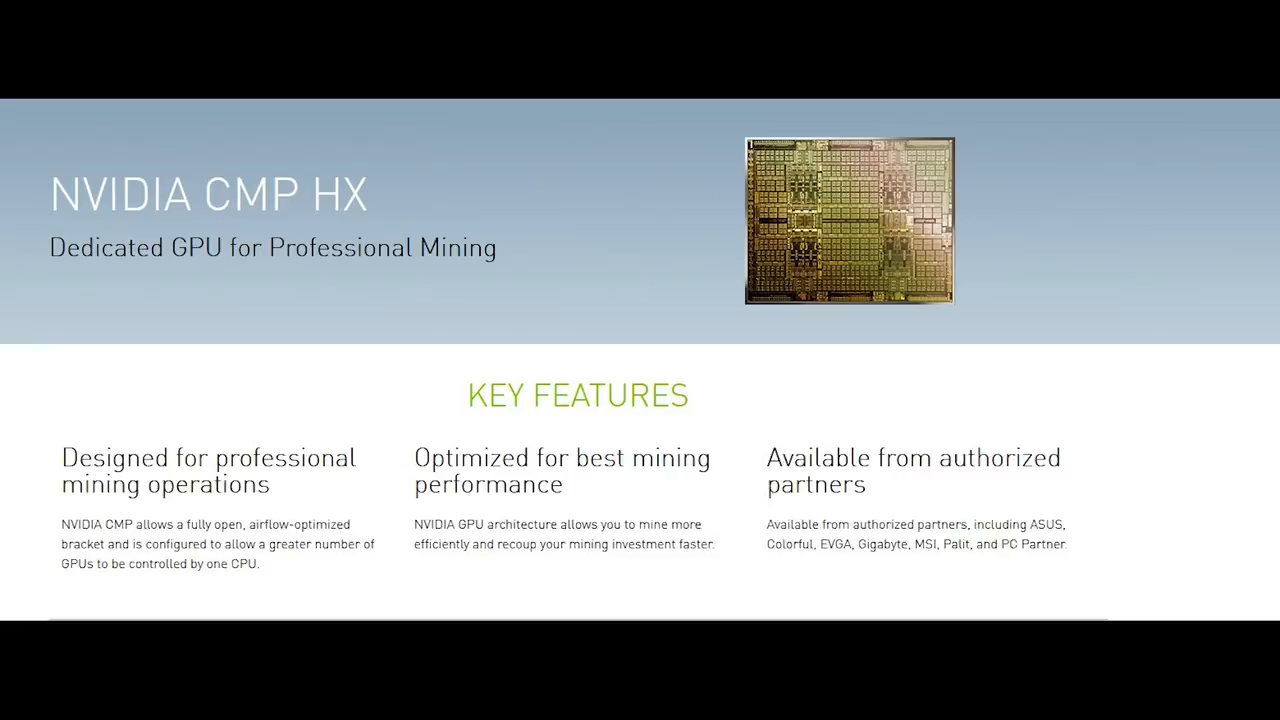 NVIDIA CMP HX
Dedicated GPU for Professional Mining
KEY FEATURES
Designed for professional
mining operations
NVIDIA CMP allows a fully open, airflow-optimized
bracket and is configured to allow a greater number of
GPUs to be controlled by one CPU.
Optimized for best mining
performance
NVIDIA GPU architecture allows you to mine more
efficiently and recoup your mining investment faster.
Available from authorized
partners
Available from authorized partners, including ASUS,
Colorful, EVGA, Gigabyte, MSI, Palit, and PC Partner.